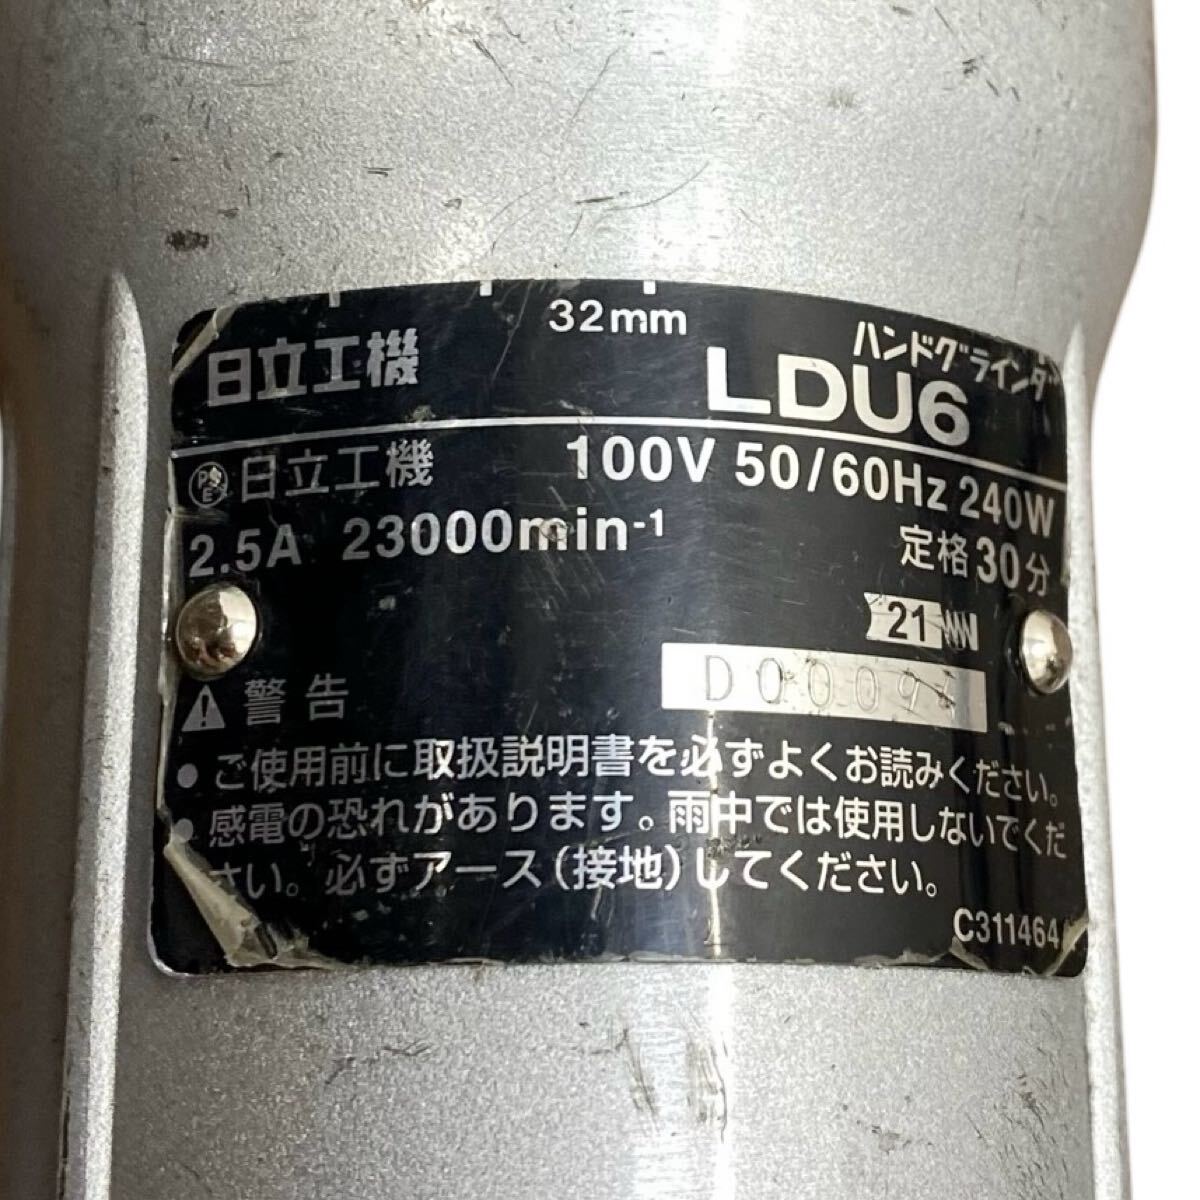 32mm
日立工機 ハンドグラインダ
LDU6
PSE 日立工機 100V 50/60Hz 240W
2.5A 23000min⁻¹ 定格30分
21
警告
• ご使用前に取扱説明書を必ずよくお読みください。
• 感電の恐れがあります。雨中では使用しないでくだ
さい。必ずアース(接地)してください。
C311464